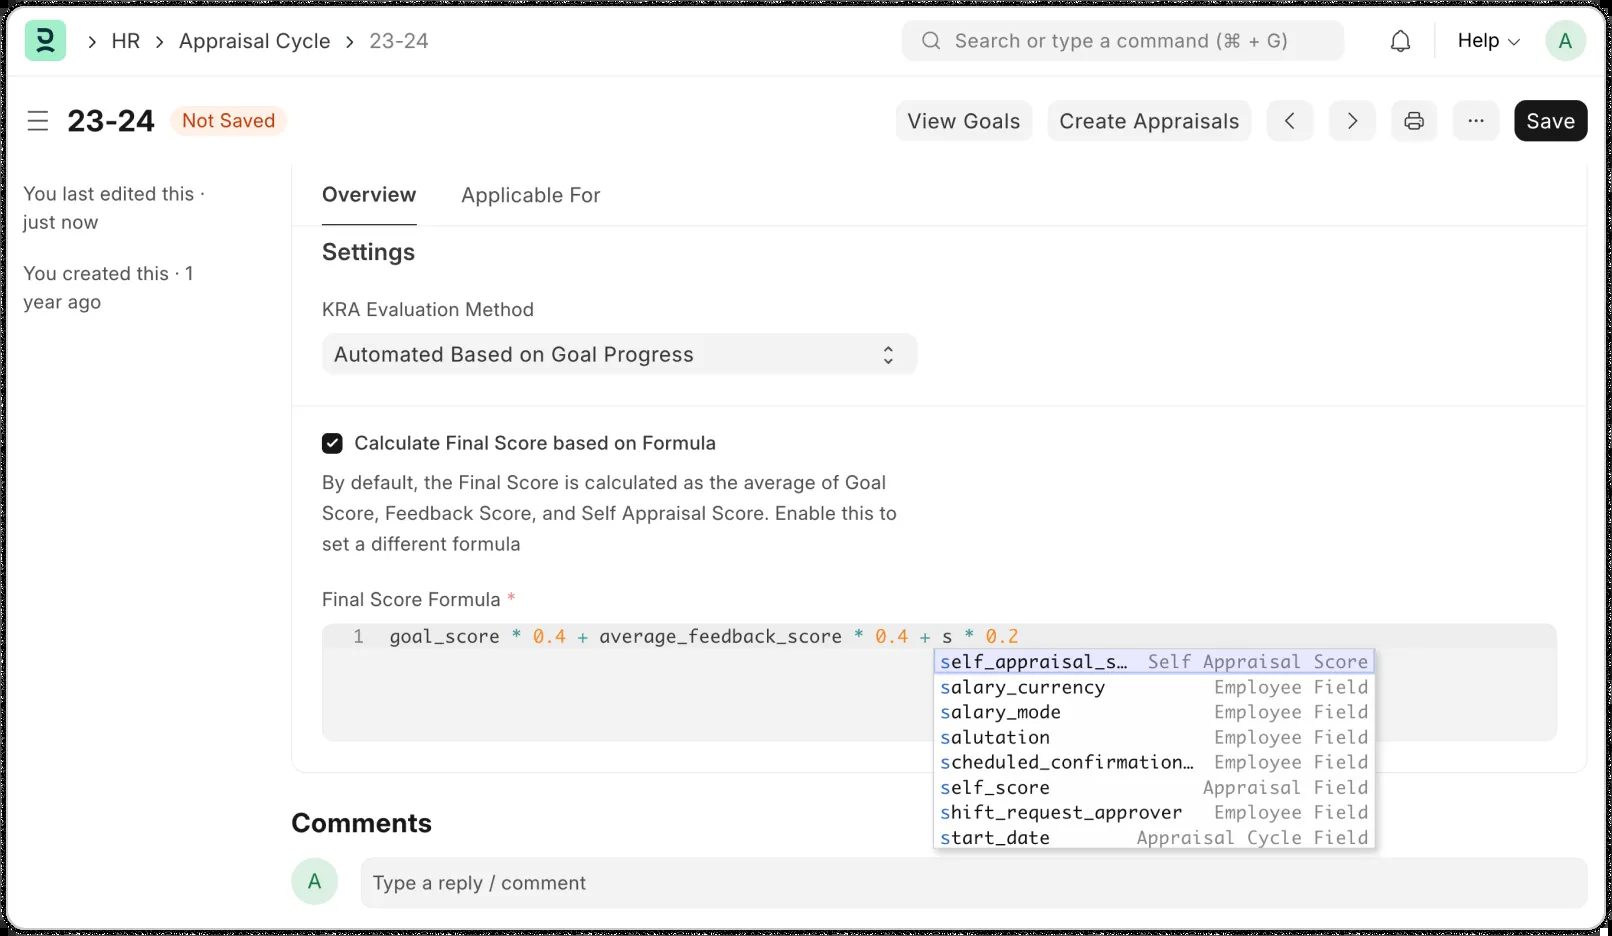 HR > Appraisal Cycle > 23-24
Search or type a command (⌘ + G)
Help
A
23-24
Not Saved
View Goals
Create Appraisals
Save
You last edited this ·
just now
You created this · 1
year ago
Overview
Applicable For
Settings
KRA Evaluation Method
Automated Based on Goal Progress
Calculate Final Score based on Formula
By default, the Final Score is calculated as the average of Goal
Score, Feedback Score, and Self Appraisal Score. Enable this to
set a different formula
Final Score Formula *
1 goal_score * 0.4 + average_feedback_score * 0.4 + s * 0.2
self_appraisal_s… Self Appraisal Score
salary_currency Employee Field
salary_mode Employee Field
salutation Employee Field
scheduled_confirmation… Employee Field
self_score Appraisal Field
shift_request_approver Employee Field
start_date Appraisal Cycle Field
Comments
A
Type a reply / comment